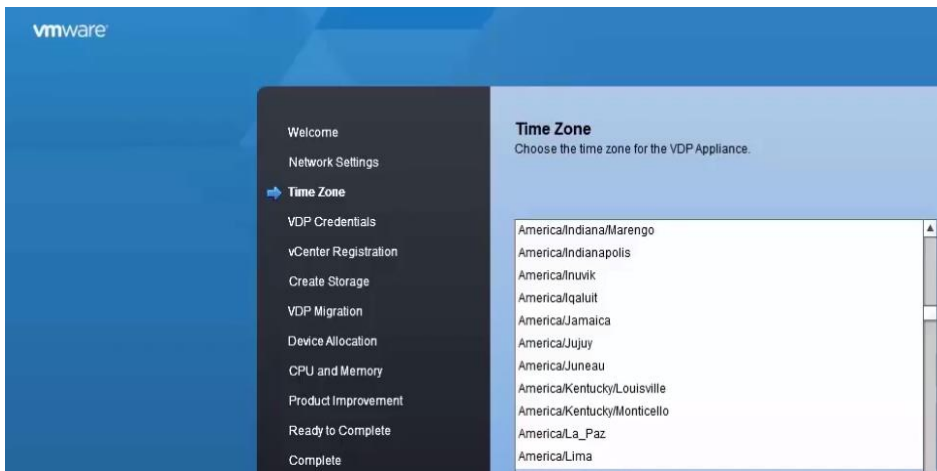 vmware
Welcome
Network Settings
Time Zone
VDP Credentials
vCenter Registration
Create Storage
VDP Migration
Device Allocation
CPU and Memory
Product Improvement
Ready to Complete
Complete
Time Zone
Choose the time zone for the VDP Appliance.
America/Indiana/Marengo
America/Indianapolis
America/Inuvik
America/Iqaluit
America/Jamaica
America/Jujuy
America/Juneau
America/Kentucky/Louisville
America/Kentucky/Monticello
America/La_Paz
America/Lima